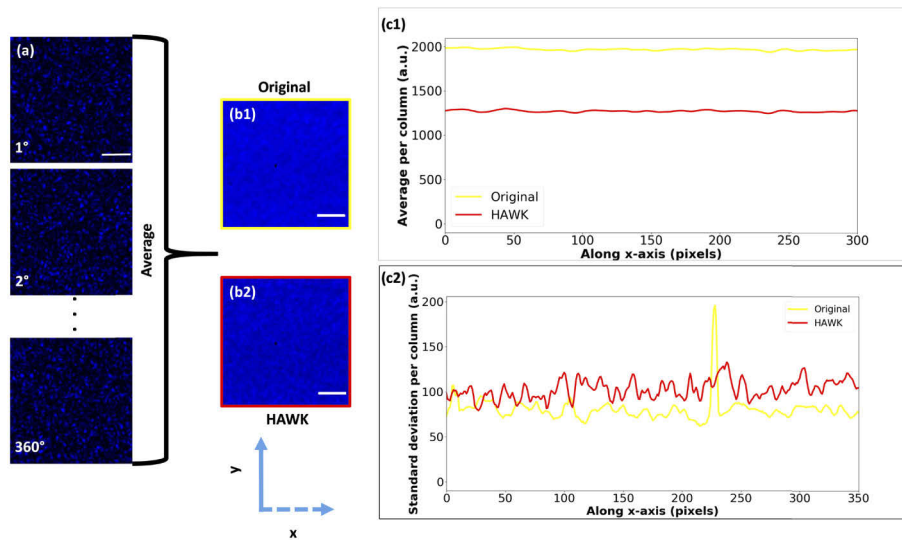 (a)
1°
2°
360°
Average
Original
(b1)
(b2)
HAWK
y
x
(c1)
Average per column (a.u.)
2000
1500
1000
500
0
Original
HAWK
0
50
100
150
200
250
300
Along x-axis (pixels)
(c2)
Standard deviation per column (a.u.)
200
150
100
50
0
Original
HAWK
0
50
100
150
200
250
300
350
Along x-axis (pixels)